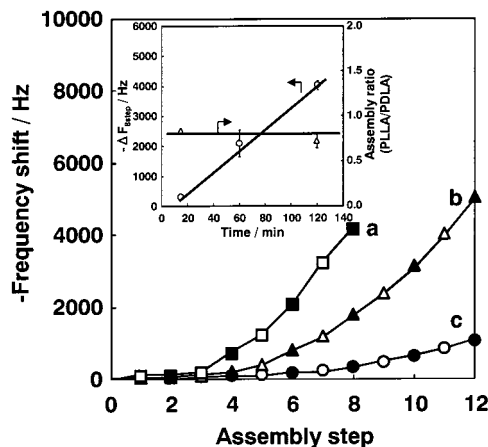 -Frequency shift / Hz
10000
8000
6000
4000
2000
0
0 2 4 6 8 10 12
Assembly step
a
b
c
-ΔF8step / Hz
6000
5000
4000
3000
2000
1000
0
0 20 40 60 80 100 120 140
Time / min
2.0
1.5
1.0
0.5
0.0
Assembly ratio
(PLLA/PDLA)